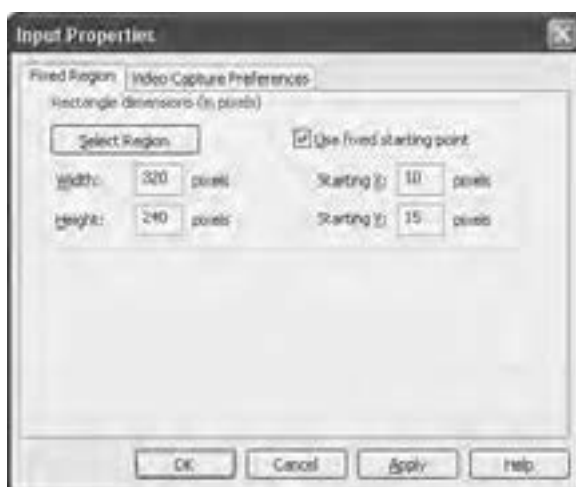 Input Properties
Fixed Region Video Capture Preferences
Rectangle dimensions (in pixels)
Select Region Use fixed starting point
Width: 320 pixels Starting X: 10 pixels
Height: 240 pixels Starting Y: 15 pixels
OK Cancel Apply Help